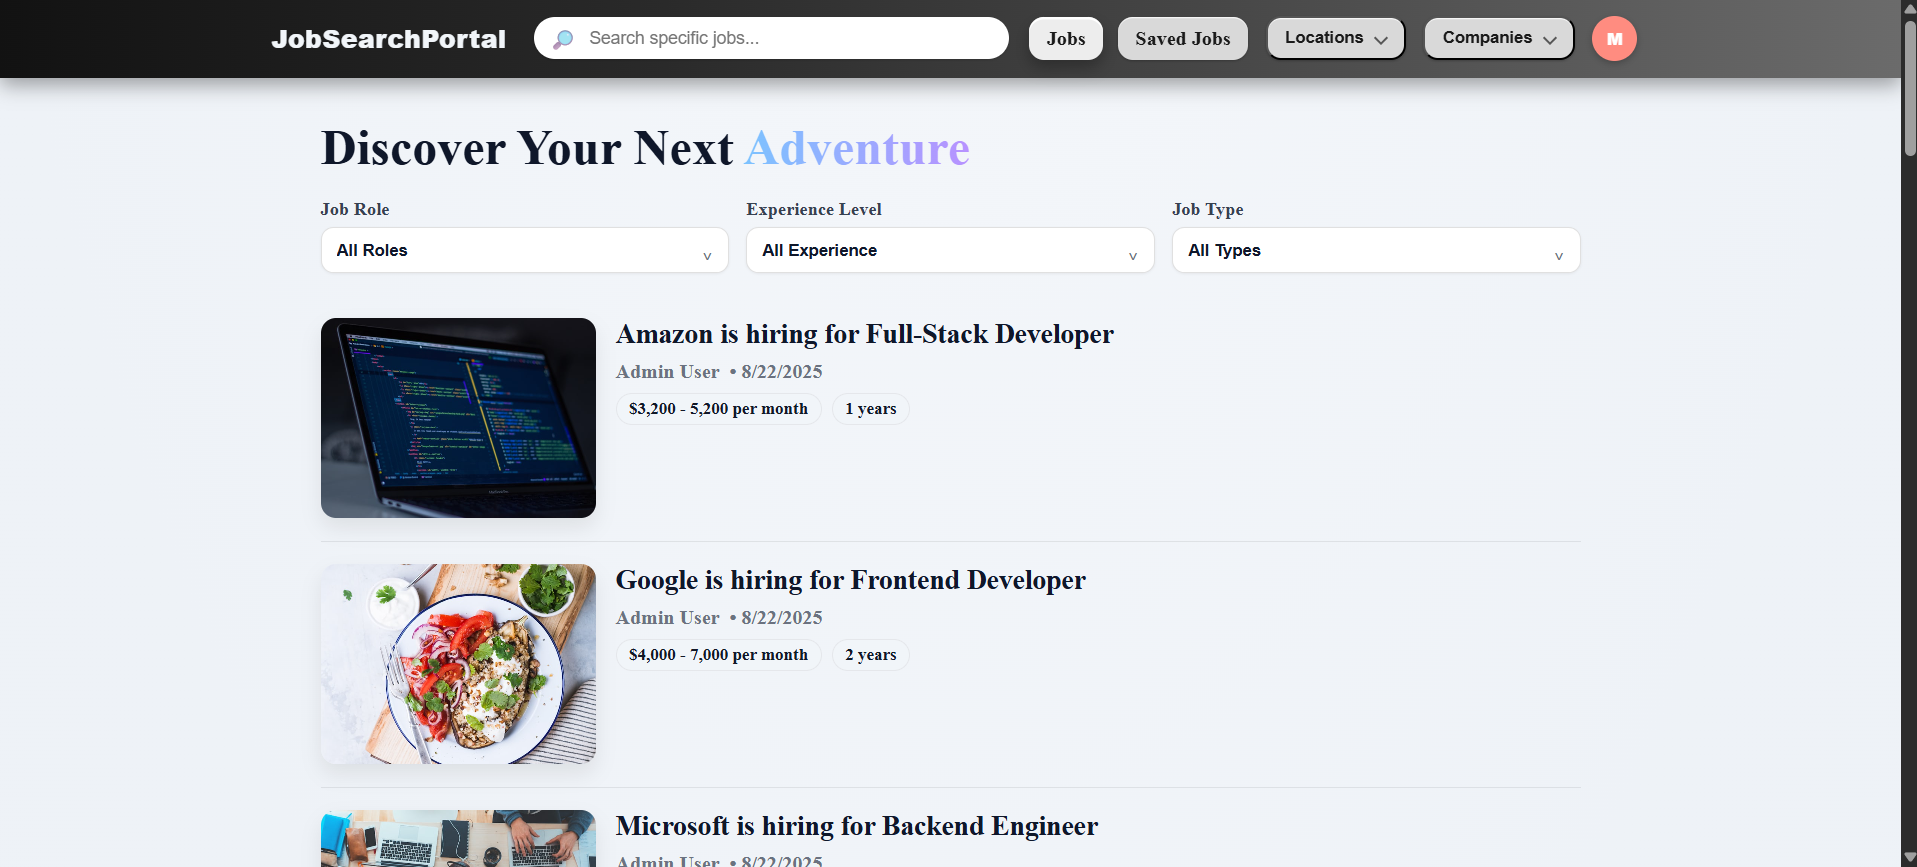 JobSearchPortal
Search specific jobs...
Jobs
Saved Jobs
Locations
Companies
M
Discover Your Next Adventure
Job Role
Experience Level
Job Type
All Roles
All Experience
All Types
Amazon is hiring for Full-Stack Developer
Admin User • 8/22/2025
$3,200 - 5,200 per month
1 years
Google is hiring for Frontend Developer
Admin User • 8/22/2025
$4,000 - 7,000 per month
2 years
Microsoft is hiring for Backend Engineer
Admin User • 8/22/2025